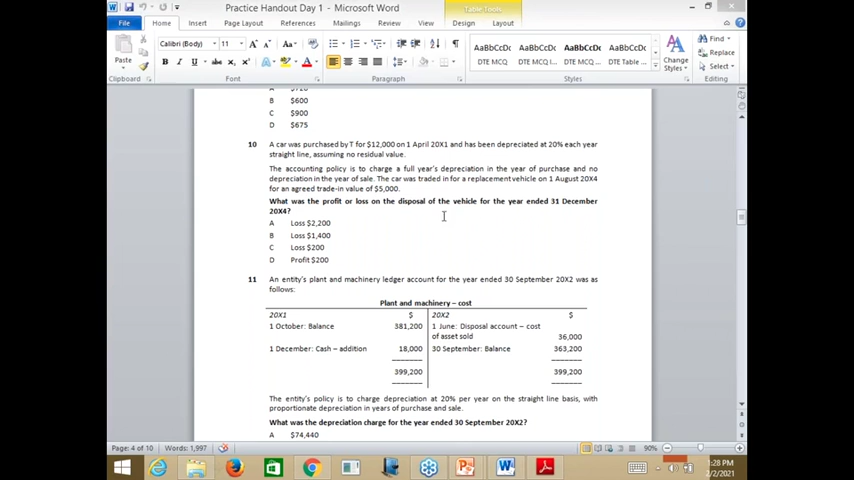 Practice Handout Day 1 - Microsoft Word
Table Tools
File Home Insert Page Layout References Mailings Review View Design Layout
Calibri (Body) 11
AaBbCcDc AaBbCcD AaBbCcDc AaBbCcDc
DTE MCQ DTE MCQ I... DTE MCQ ... DTE Table ...
Paste
Change
Styles
Find
Replace
Select
Clipboard Font Paragraph Styles Editing
A $720
B $600
C $900
D $675
10 A car was purchased by T for $12,000 on 1 April 20X1 and has been depreciated at 20% each year
straight line, assuming no residual value.
The accounting policy is to charge a full year's depreciation in the year of purchase and no
depreciation in the year of sale. The car was traded in for a replacement vehicle on 1 August 20X4
for an agreed trade-in value of $5,000.
What was the profit or loss on the disposal of the vehicle for the year ended 31 December
20X4?
A Loss $2,200
B Loss $1,400
C Loss $200
D Profit $200
11 An entity's plant and machinery ledger account for the year ended 30 September 20X2 was as
follows:
Plant and machinery – cost
20X1 $ 20X2 $
1 October: Balance 381,200 1 June: Disposal account – cost
of asset sold 36,000
1 December: Cash – addition 18,000 30 September: Balance 363,200
399,200 399,200
The entity's policy is to charge depreciation at 20% per year on the straight line basis, with
proportionate depreciation in years of purchase and sale.
What was the depreciation charge for the year ended 30 September 20X2?
A $74,440
Page: 4 of 10 Words: 1,997 90%
1:28 PM
2/2/2021